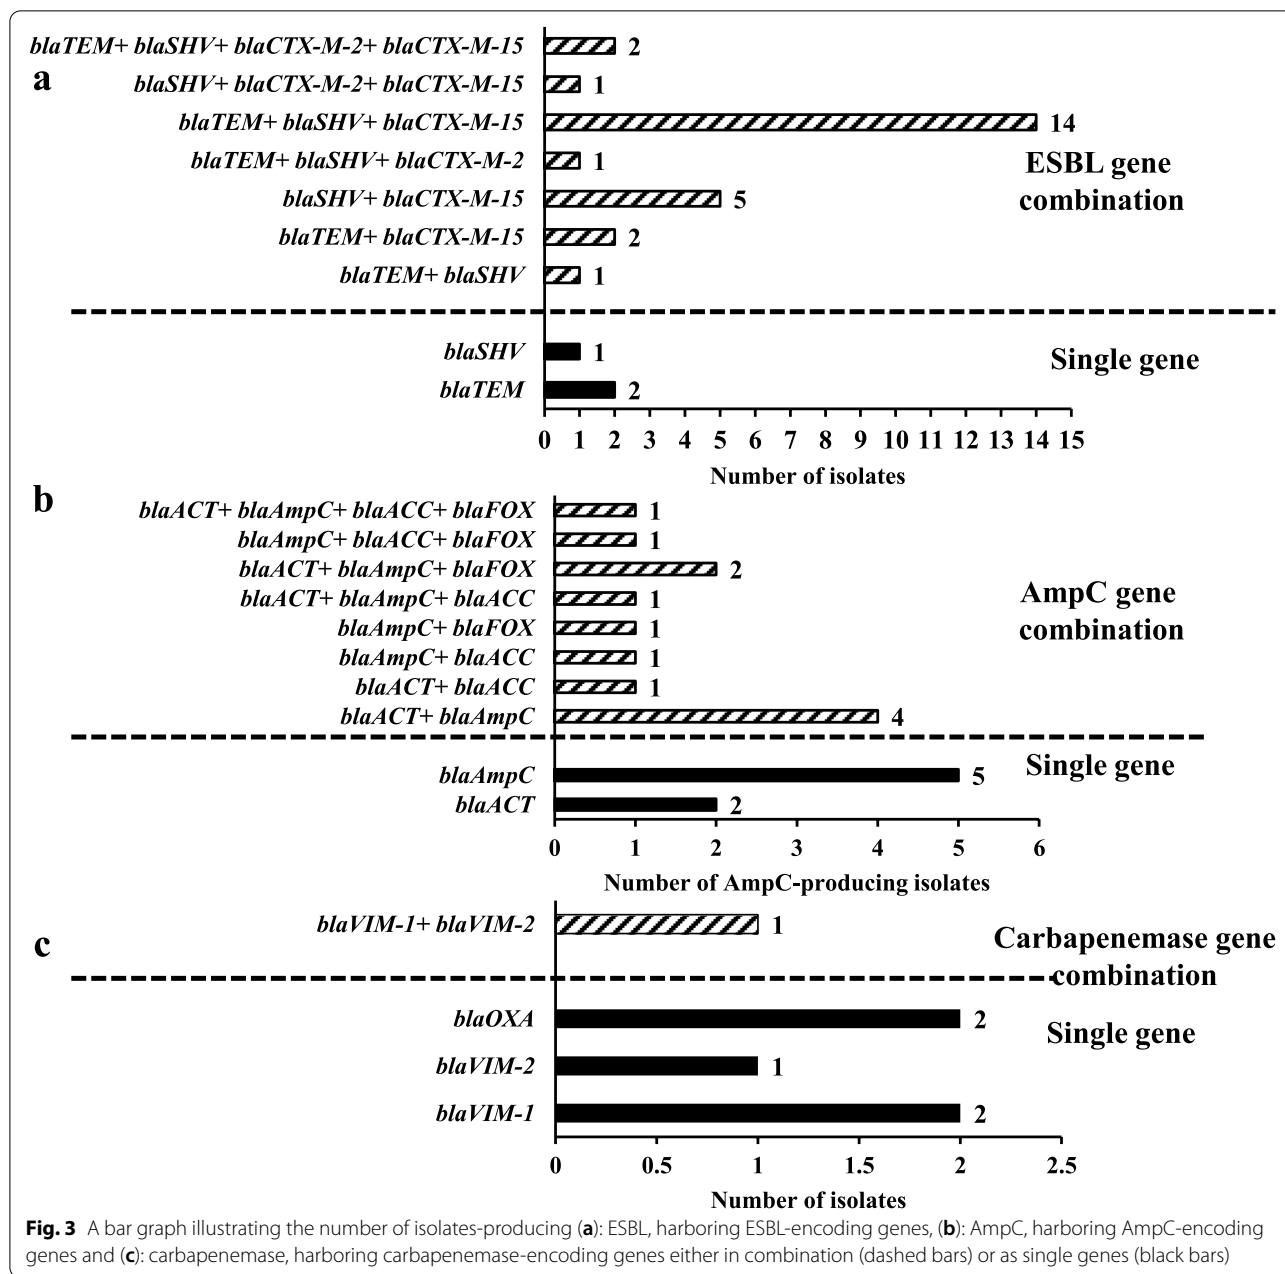 a
blaTEM+ blaSHV+ blaCTX-M-2+ blaCTX-M-15 2
blaSHV+ blaCTX-M-2+ blaCTX-M-15 1
blaTEM+ blaSHV+ blaCTX-M-15 14
blaTEM+ blaSHV+ blaCTX-M-2 1
blaSHV+ blaCTX-M-15 5
blaTEM+ blaCTX-M-15 2
blaTEM+ blaSHV 1
ESBL gene
combination
blaSHV 1
blaTEM 2
Single gene
0 1 2 3 4 5 6 7 8 9 10 11 12 13 14 15
Number of isolates
b
blaACT+ blaAmpC+ blaACC+ blaFOX 1
blaAmpC+ blaACC+ blaFOX 1
blaACT+ blaAmpC+ blaFOX 2
blaACT+ blaAmpC+ blaACC 1
blaAmpC+ blaFOX 1
blaAmpC+ blaACC 1
blaACT+ blaACC 1
blaACT+ blaAmpC 4
AmpC gene
combination
blaAmpC 5
blaACT 2
Single gene
0 1 2 3 4 5 6
Number of AmpC-producing isolates
c
blaVIM-1+ blaVIM-2 1
Carbapenemase gene
combination
blaOXA 2
blaVIM-2 1
blaVIM-1 2
Single gene
0 0.5 1 1.5 2 2.5
Number of isolates
Fig. 3 A bar graph illustrating the number of isolates-producing (a): ESBL, harboring ESBL-encoding genes, (b): AmpC, harboring AmpC-encoding
genes and (c): carbapenemase, harboring carbapenemase-encoding genes either in combination (dashed bars) or as single genes (black bars)